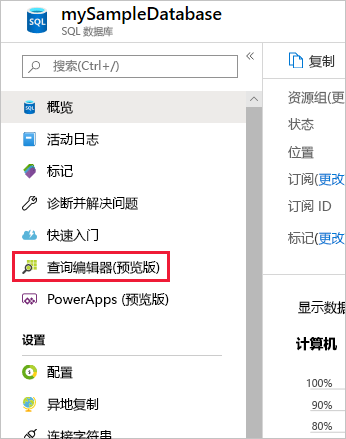 mySampleDatabase
SQL 数据库
搜索(Ctrl+/)
«
概览
活动日志
标记
诊断并解决问题
快速入门
查询编辑器(预览版)
PowerApps (预览版)
设置
配置
异地复制
连接字符串
复制
资源组(更
状态
位置
订阅(更改
订阅 ID
标记(更改
显示数据
计算机
100%
90%
80%